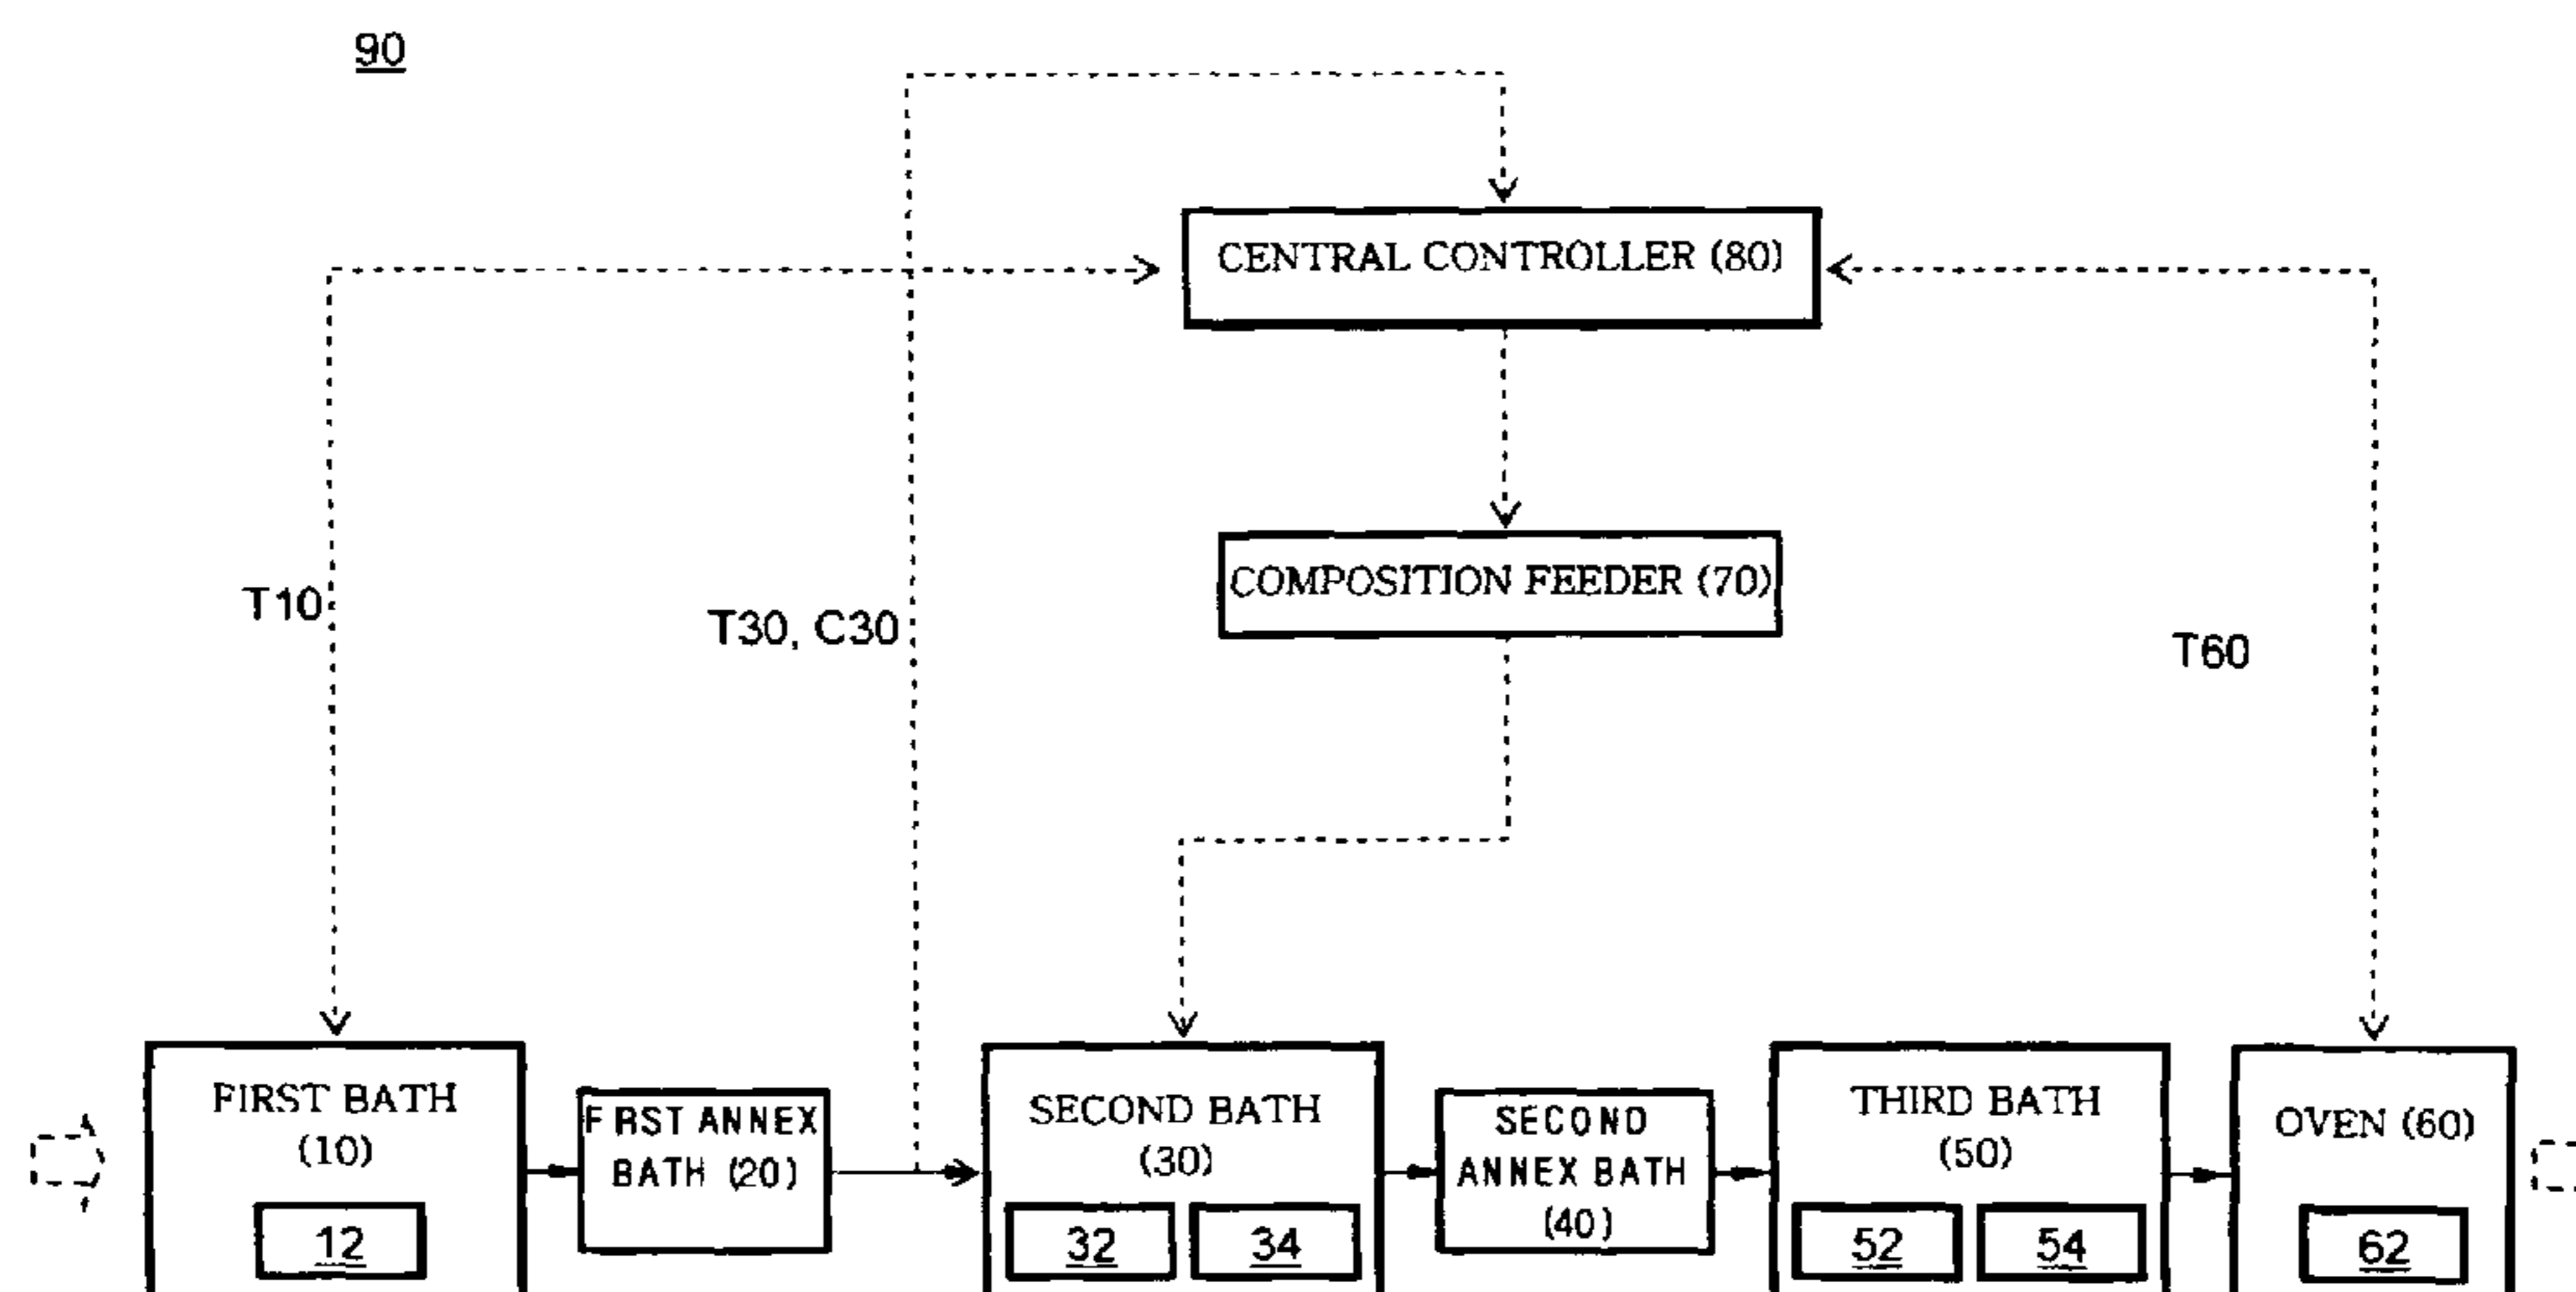 90
CENTRAL CONTROLLER (80)
COMPOSITION FEEDER (70)
T10
T30, C30
T60
FIRST BATH
(10)
12
FIRST ANNEX
BATH (20)
SECOND BATH
(30)
32
34
SECOND
ANNEX BATH
(40)
THIRD BATH
(50)
52
54
OVEN (60)
62